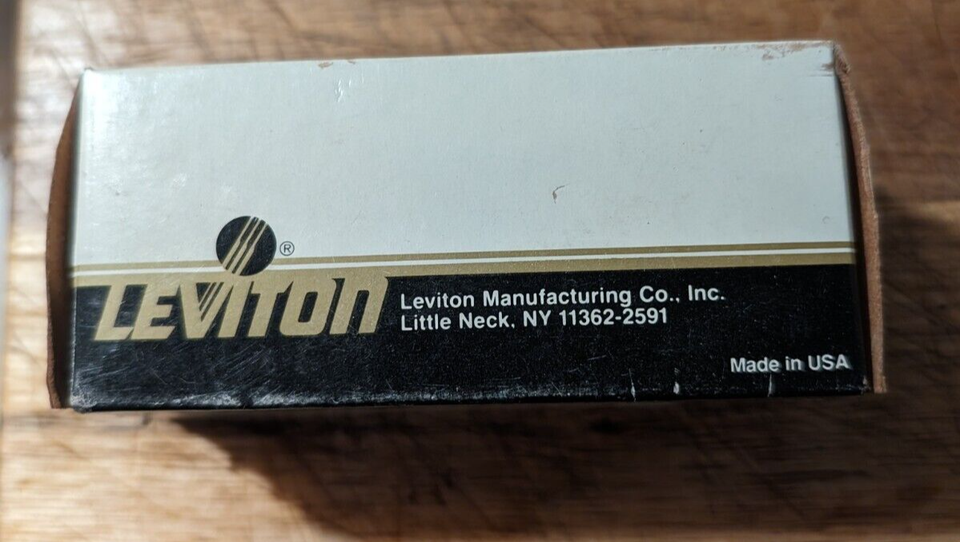 ®
LEVITON
Leviton Manufacturing Co., Inc.
Little Neck, NY 11362-2591
Made in USA